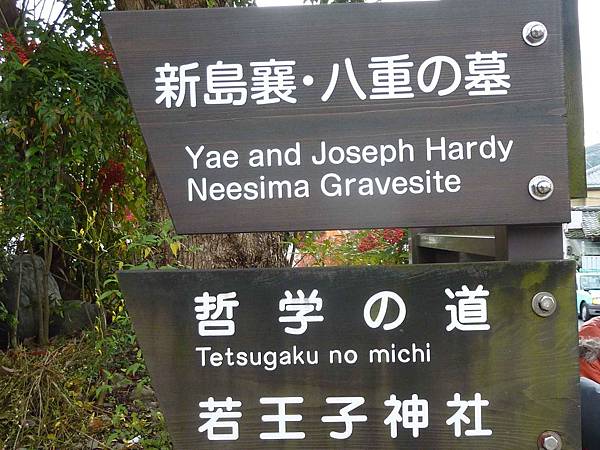 新島襄・八重の墓
Yae and Joseph Hardy
Neesima Gravesite
哲学の道
Tetsugaku no michi
若王子神社